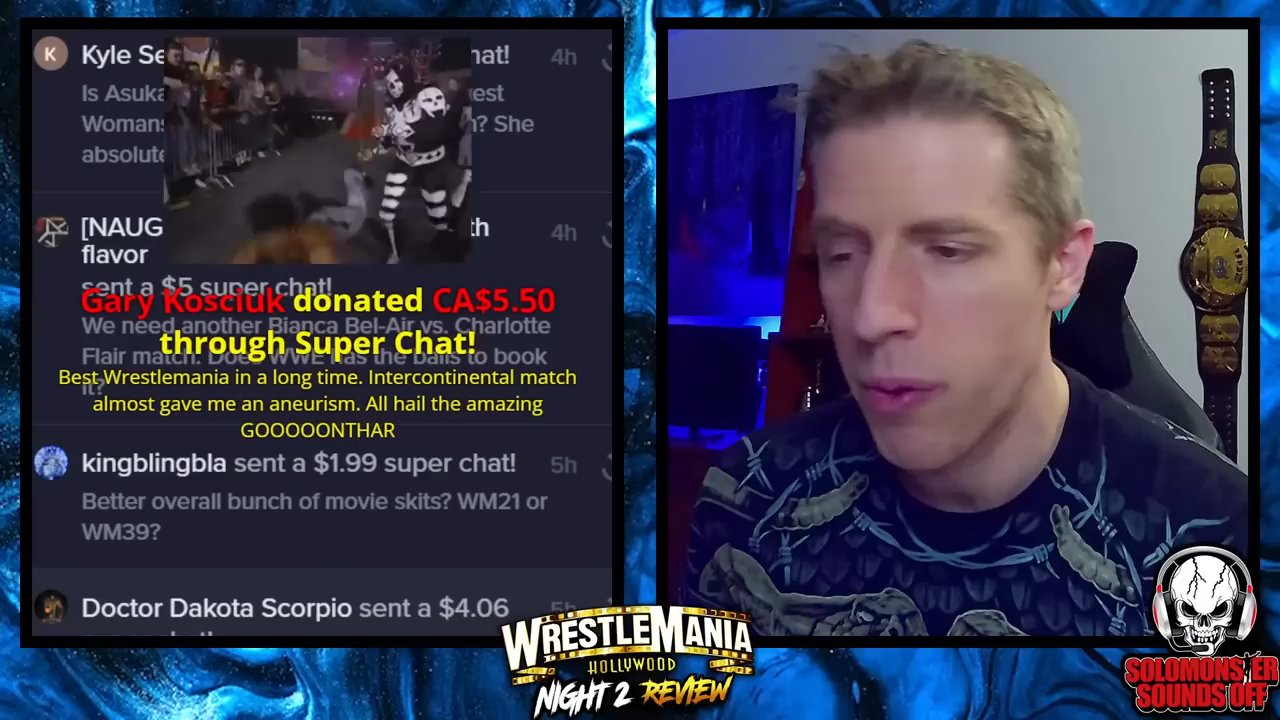 Kyle Se hat! 4h
Is Asuka est
Womans n? She
absolute
[NAUG th 4h
flavor
sent a $5 super chat!
Gary Kosciuk donated CA$5.50
through Super Chat!
We need another Bianca Bel-Air vs. Charlotte
Flair match. Does WWE has the balls to book
it?
Best Wrestlemania in a long time. Intercontinental match
almost gave me an aneurism. All hail the amazing
GOOOOONTHAR
kingblingbla sent a $1.99 super chat! 5h
Better overall bunch of movie skits? WM21 or
WM39?
Doctor Dakota Scorpio sent a $4.06 5h
WRESTLEMANIA
HOLLYWOOD
NIGHT 2 REVIEW
SOUNDS OFF